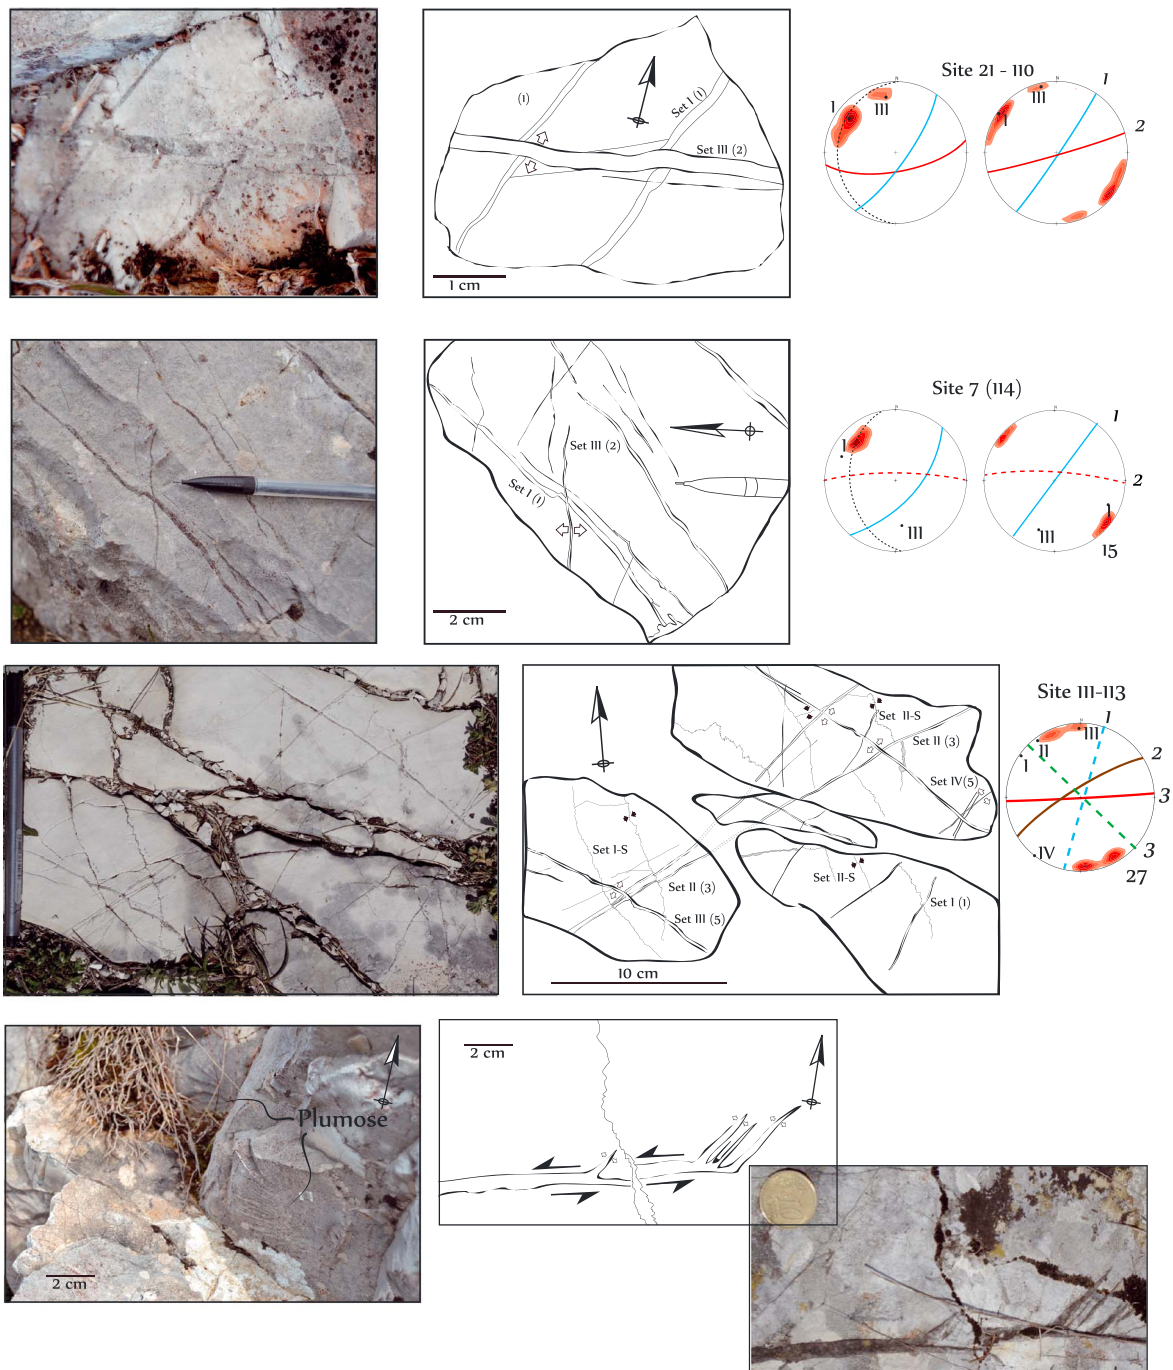 (1)
Set I (1)
Set III (2)
1 cm
Site 21 - 110
N
I
III
N
I
III
1
2
Set III (2)
Set I (1)
2 cm
Site 7 (114)
N
I
III
N
I
III
1
2
15
Set II-S
Set II (3)
Set IV(5)
Set I-S
Set II (3)
Set III (5)
Set II-S
Set I (1)
10 cm
Site 111-113
N
I
II
III
IV
1
2
3
3
27
Plumose
2 cm
2 cm